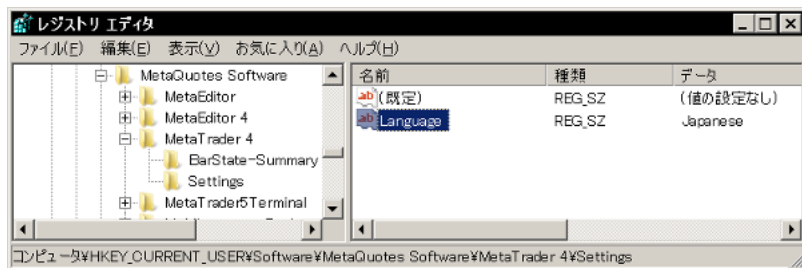 レジストリ エディタ
ファイル(F) 編集(E) 表示(V) お気に入り(A) ヘルプ(H)
MetaQuotes Software
MetaEditor
MetaEditor 4
MetaTrader 4
BarState-Summary
Settings
MetaTrader5Terminal
名前 種類 データ
ab (既定) REG_SZ (値の設定なし)
ab Language REG_SZ Japanese
コンピュータ¥HKEY_CURRENT_USER¥Software¥MetaQuotes Software¥MetaTrader 4¥Settings